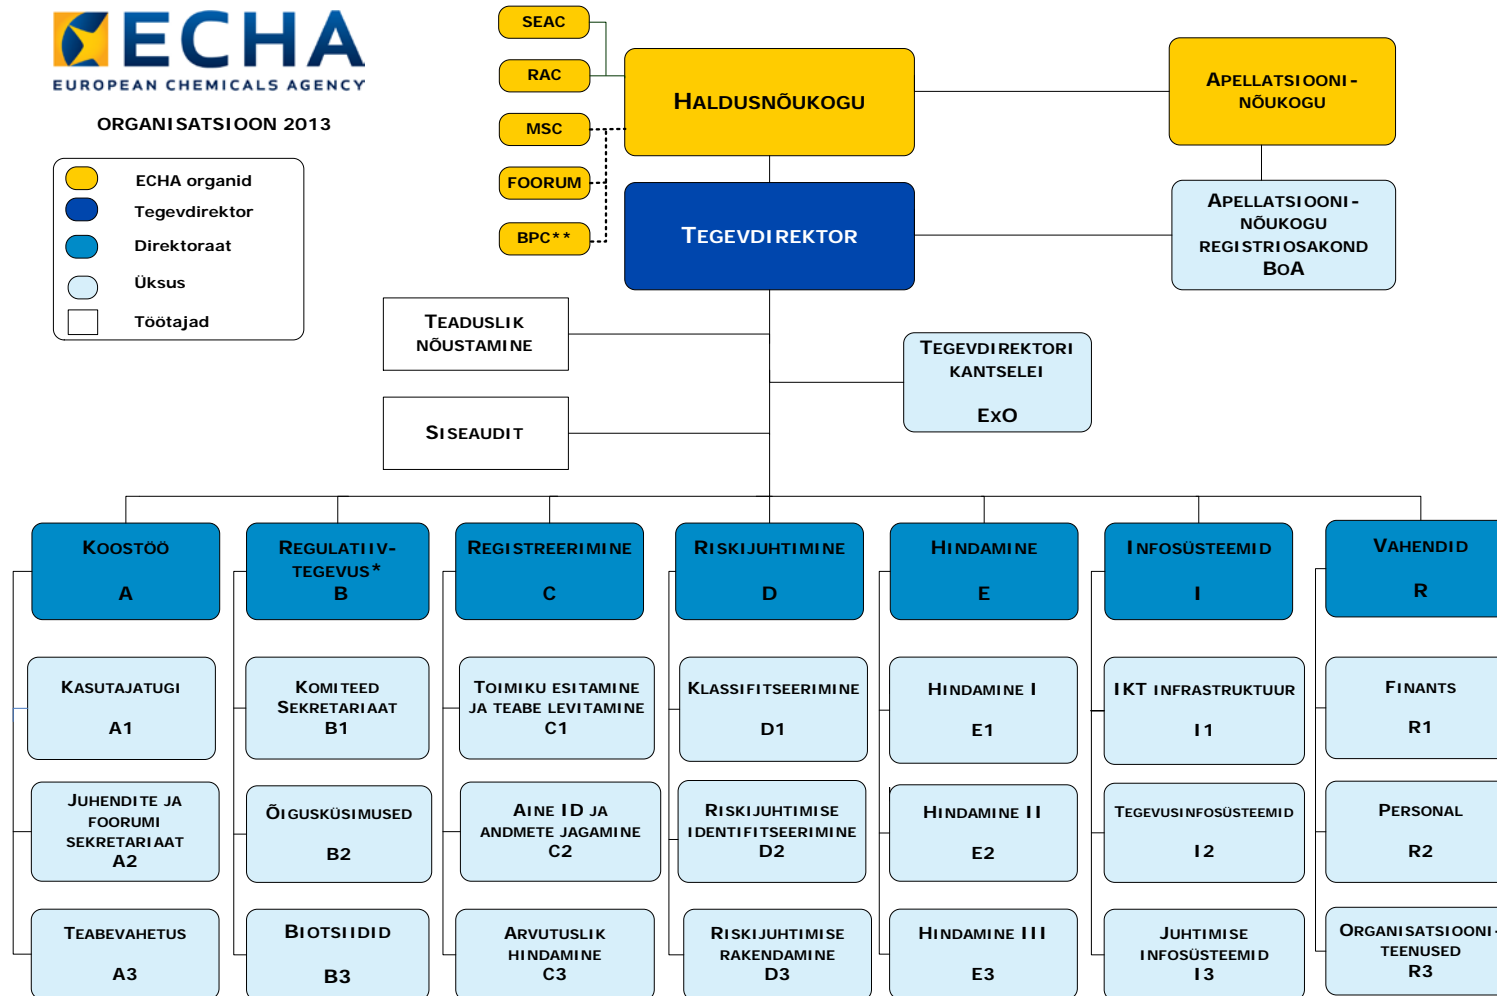 ECHA
EUROPEAN CHEMICALS AGENCY
ORGANISATSIOON 2013
ECHA organid
Tegevdirektor
Direktoraat
Üksus
Töötajad
SEAC
RAC
MSC
FOORUM
BPC**
HALDUSNÕUKOGU
TEGEVDIREKTOR
APELLATSIOONI-
NÕUKOGU
APELLATSIOONI-
NÕUKOGU
REGISTRIOSAKOND
BOA
TEADUSLIK
NÕUSTAMINE
SISEAUDIT
TEGEVDIREKTORI
KANTSELEI
EXO
KOOSTÖÖ
A
REGULATIIV-
TEGEVUS*
B
REGISTREERIMINE
C
RISKIJUHTIMINE
D
HINDAMINE
E
INFOSÜSTEEMID
I
VAHENDID
R
KASUTAJATUGI
A1
KOMITEED
SEKRETARIAAT
B1
TOIMIKU ESITAMINE
JA TEABE LEVITAMINE
C1
KLASSIFITSEERIMINE
D1
HINDAMINE I
E1
IKT INFRASTRUKTUUR
I1
FINANTS
R1
JUHENDITE JA
FOORUMI
SEKRETARIAAT
A2
ÕIGUSKÜSIMUSED
B2
AINE ID JA
ANDMETE JAGAMINE
C2
RISKIJUHTIMISE
IDENTIFITSEERIMINE
D2
HINDAMINE II
E2
TEGEVUSINFOSÜSTEEMID
I2
PERSONAL
R2
TEABEVAHETUS
A3
BIOTSIIDID
B3
ARVUTUSLIK
HINDAMINE
C3
RISKIJUHTIMISE
RAKENDAMINE
D3
HINDAMINE III
E3
JUHTIMISE
INFOSÜSTEEMID
I3
ORGANISATSIOONI-
TEENUSED
R3